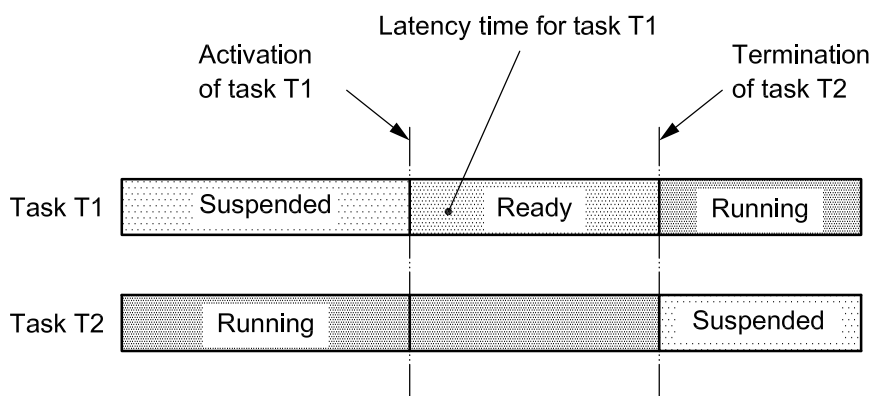 Latency time for task T1
Activation
of task T1
Termination
of task T2
Task T1
Suspended
Ready
Running
Task T2
Running
Suspended